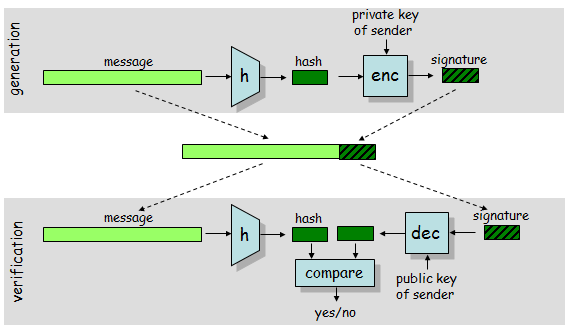 generation
private key
of sender
message
h
hash
enc
signature
verification
message
h
hash
dec
signature
compare
public key
of sender
yes/no